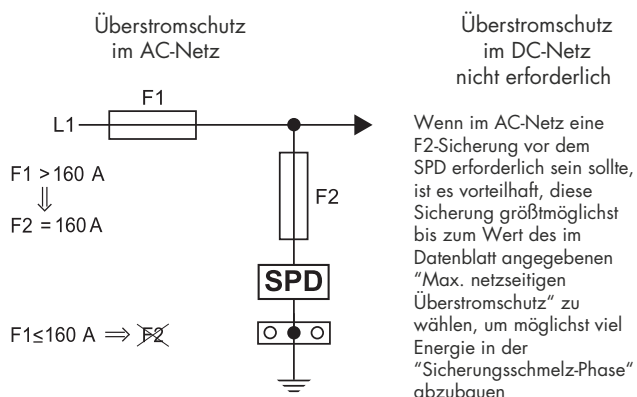 Überstromschutz
im AC-Netz
F1
L1
F1 > 160 A
⇓
F2 = 160 A
F2
SPD
F1≤160 A ⇒ F2
Überstromschutz
im DC-Netz
nicht erforderlich
Wenn im AC-Netz eine
F2-Sicherung vor dem
SPD erforderlich sein sollte,
ist es vorteilhaft, diese
Sicherung größtmöglichst
bis zum Wert des im
Datenblatt angegebenen
"Max. netzseitigen
Überstromschutz" zu
wählen, um möglichst viel
Energie in der
"Sicherungsschmelz-Phase"
abzubauen